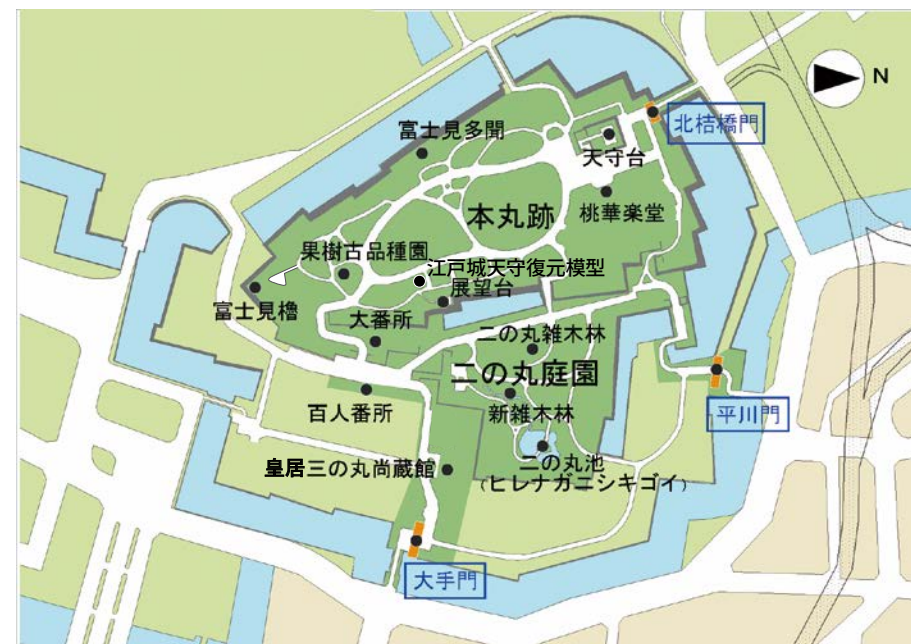 N
北桔橋門
富士見多聞
天守台
桃華楽堂
本丸跡
果樹古品種園
江戸城天守復元模型
展望台
富士見櫓
大番所
二の丸雑木林
二の丸庭園
百人番所
新雑木林
平川門
皇居三の丸尚蔵館
二の丸池
(ヒレナガニシキゴイ)
大手門